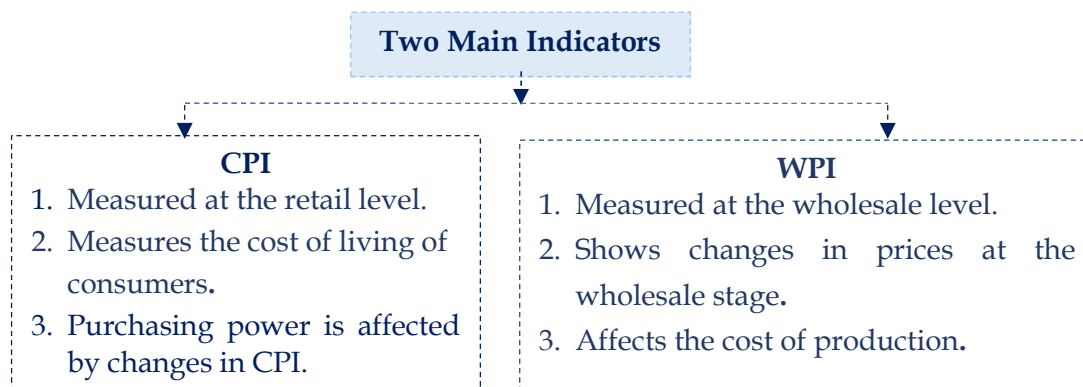 Two Main Indicators
CPI
1. Measured at the retail level.
2. Measures the cost of living of
consumers.
3. Purchasing power is affected
by changes in CPI.
WPI
1. Measured at the wholesale level.
2. Shows changes in prices at the
wholesale stage.
3. Affects the cost of production.